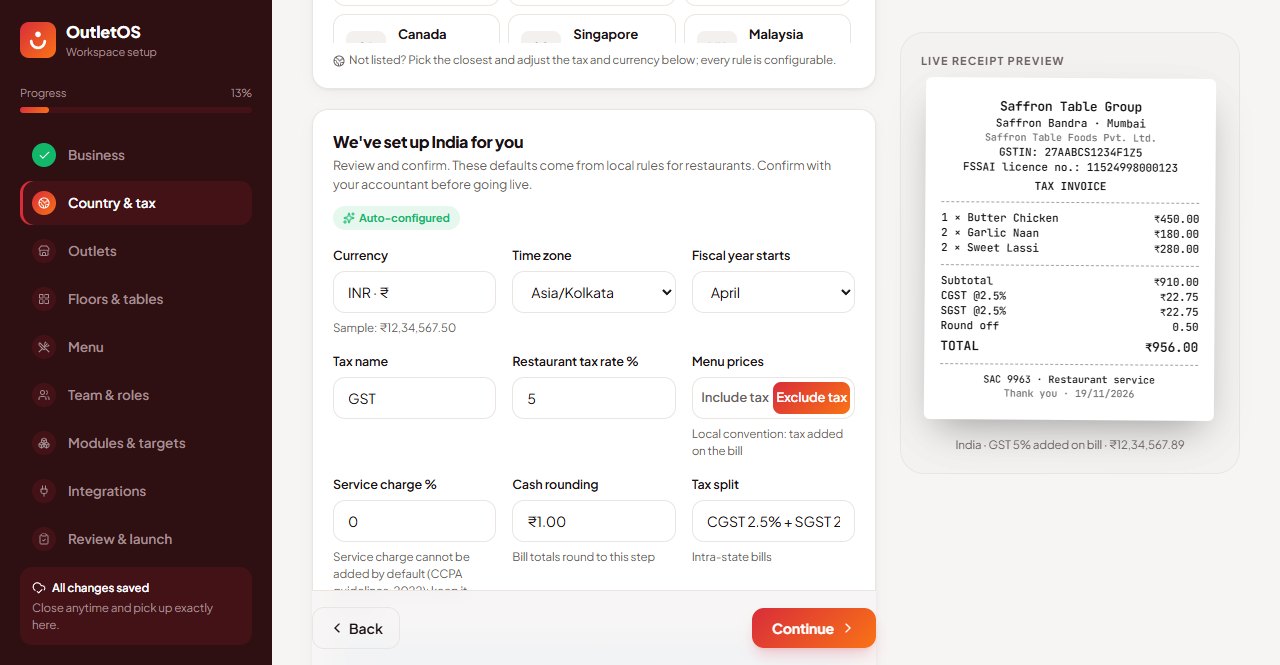 OutletOS
Workspace setup
Progress 13%
Business
Country & tax
Outlets
Floors & tables
Menu
Team & roles
Modules & targets
Integrations
Review & launch
All changes saved
Close anytime and pick up exactly
here.
Canada Singapore Malaysia
Not listed? Pick the closest and adjust the tax and currency below; every rule is configurable.
We've set up India for you
Review and confirm. These defaults come from local rules for restaurants. Confirm with
your accountant before going live.
Auto-configured
Currency Time zone Fiscal year starts
INR · ₹ Asia/Kolkata April
Sample: ₹12,34,567.50
Tax name Restaurant tax rate % Menu prices
GST 5 Include tax Exclude tax
Local convention: tax added
on the bill
Service charge % Cash rounding Tax split
0 ₹1.00 CGST 2.5% + SGST 2
Service charge cannot be Bill totals round to this step Intra-state bills
added by default (CCPA
guidelines, 2022); keep it
Back Continue
LIVE RECEIPT PREVIEW
Saffron Table Group
Saffron Bandra · Mumbai
Saffron Table Foods Pvt. Ltd.
GSTIN: 27AABCS1234F1Z5
FSSAI licence no.: 11524998000123
TAX INVOICE
1 × Butter Chicken ₹450.00
2 × Garlic Naan ₹180.00
2 × Sweet Lassi ₹280.00
Subtotal ₹910.00
CGST @2.5% ₹22.75
SGST @2.5% ₹22.75
Round off 0.50
TOTAL ₹956.00
SAC 9963 · Restaurant service
Thank you · 19/11/2026
India · GST 5% added on bill · ₹12,34,567.89